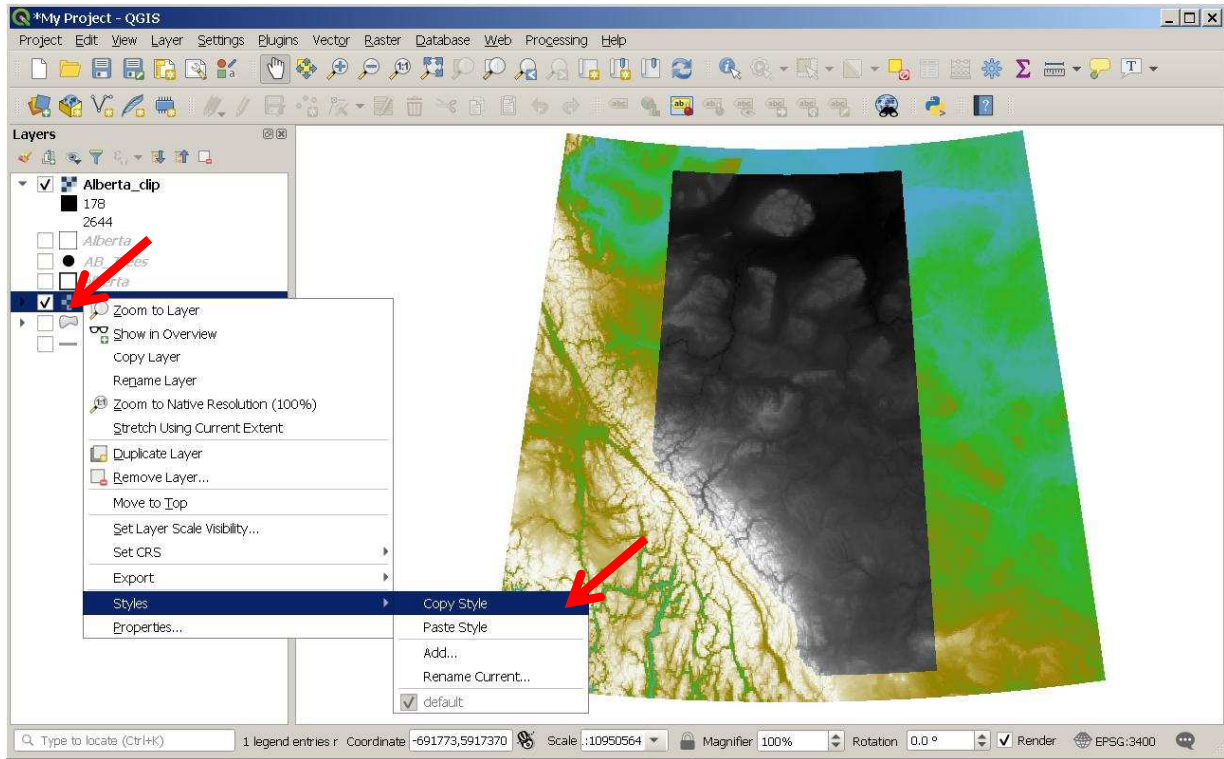 *My Project - QGIS
Project Edit View Layer Settings Plugins Vector Raster Database Web Processing Help
Layers
Alberta_clip
178
2644
Alberta
AB
Zoom to Layer
Show in Overview
Copy Layer
Rename Layer
Zoom to Native Resolution (100%)
Stretch Using Current Extent
Duplicate Layer
Remove Layer...
Move to Top
Set Layer Scale Visibility...
Set CRS
Export
Styles
Properties...
Copy Style
Paste Style
Add...
Rename Current...
default
Type to locate (Ctrl+K) 1 legend entries r Coordinate -691773,5917370 Scale :10950564 Magnifier 100% Rotation 0.0 ° Render EPSG:3400